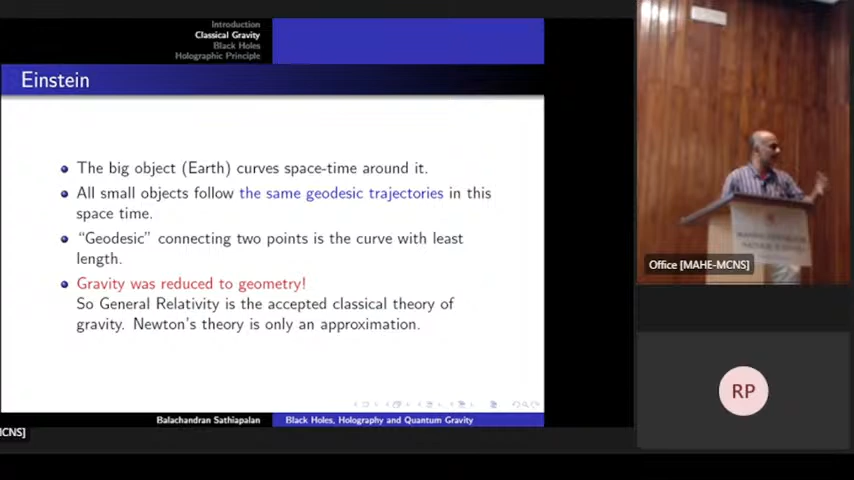 Introduction
Classical Gravity
Black Holes
Holographic Principle
Einstein
The big object (Earth) curves space-time around it.
All small objects follow the same geodesic trajectories in this
space time.
“Geodesic” connecting two points is the curve with least
length.
Gravity was reduced to geometry!
So General Relativity is the accepted classical theory of
gravity. Newton's theory is only an approximation.
Balachandran Sathiapalan
Black Holes, Holography and Quantum Gravity
MCNS]
Office [MAHE-MCNS]
RP